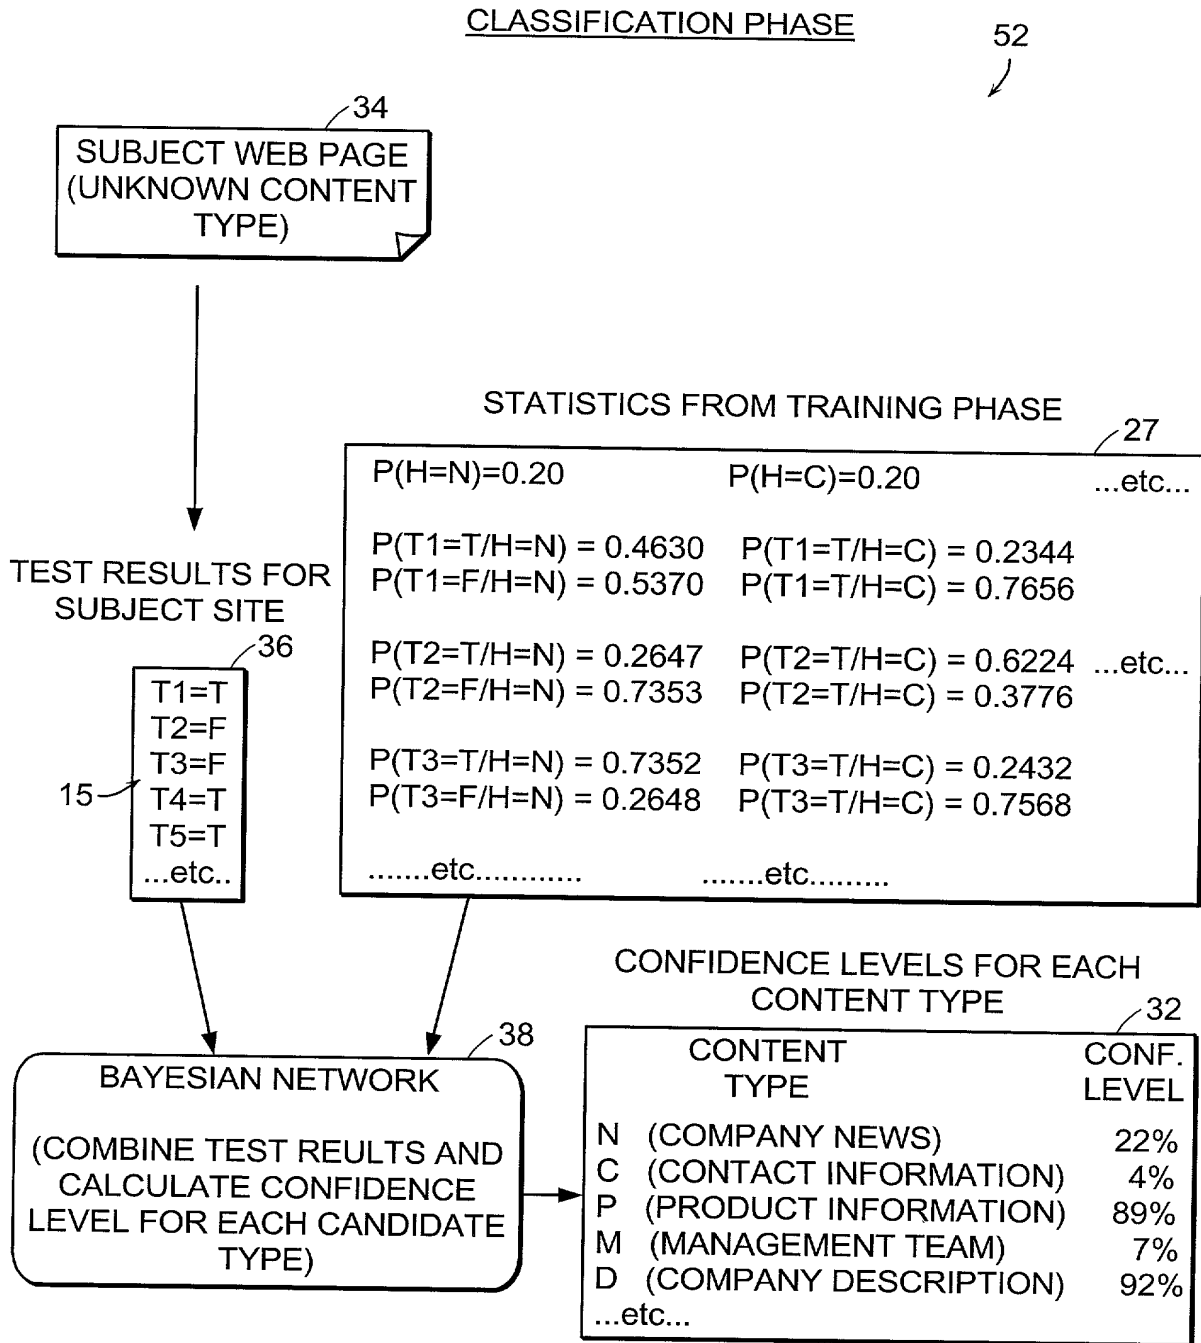 CLASSIFICATION PHASE
52
34
SUBJECT WEB PAGE
(UNKNOWN CONTENT
TYPE)
STATISTICS FROM TRAINING PHASE
27
P(H=N)=0.20 P(H=C)=0.20 ...etc...
P(T1=T/H=N) = 0.4630 P(T1=T/H=C) = 0.2344
P(T1=F/H=N) = 0.5370 P(T1=T/H=C) = 0.7656
P(T2=T/H=N) = 0.2647 P(T2=T/H=C) = 0.6224 ...etc...
P(T2=F/H=N) = 0.7353 P(T2=T/H=C) = 0.3776
P(T3=T/H=N) = 0.7352 P(T3=T/H=C) = 0.2432
P(T3=F/H=N) = 0.2648 P(T3=T/H=C) = 0.7568
.......etc............ .......etc.........
TEST RESULTS FOR
SUBJECT SITE
36
T1=T
T2=F
T3=F
15
T4=T
T5=T
...etc..
38
BAYESIAN NETWORK
(COMBINE TEST REULTS AND
CALCULATE CONFIDENCE
LEVEL FOR EACH CANDIDATE
TYPE)
CONFIDENCE LEVELS FOR EACH
CONTENT TYPE
32
CONTENT CONF.
TYPE LEVEL
N (COMPANY NEWS) 22%
C (CONTACT INFORMATION) 4%
P (PRODUCT INFORMATION) 89%
M (MANAGEMENT TEAM) 7%
D (COMPANY DESCRIPTION) 92%
...etc...